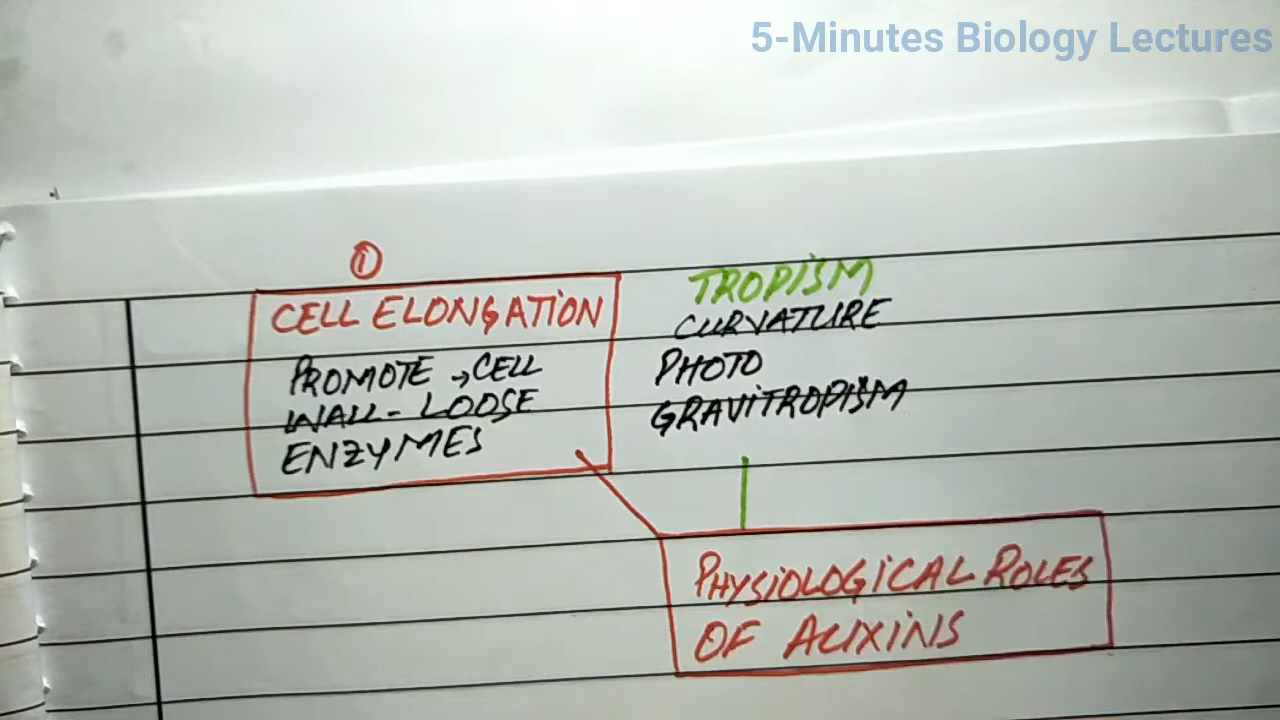 5-Minutes Biology Lectures
①
CELL ELONGATION
PROMOTE → CELL
WALL - LOOSE
ENZYMES
TROPISM
CURVATURE
PHOTO
GRAVITROPISM
PHYSIOLOGICAL ROLES
OF AUXINS